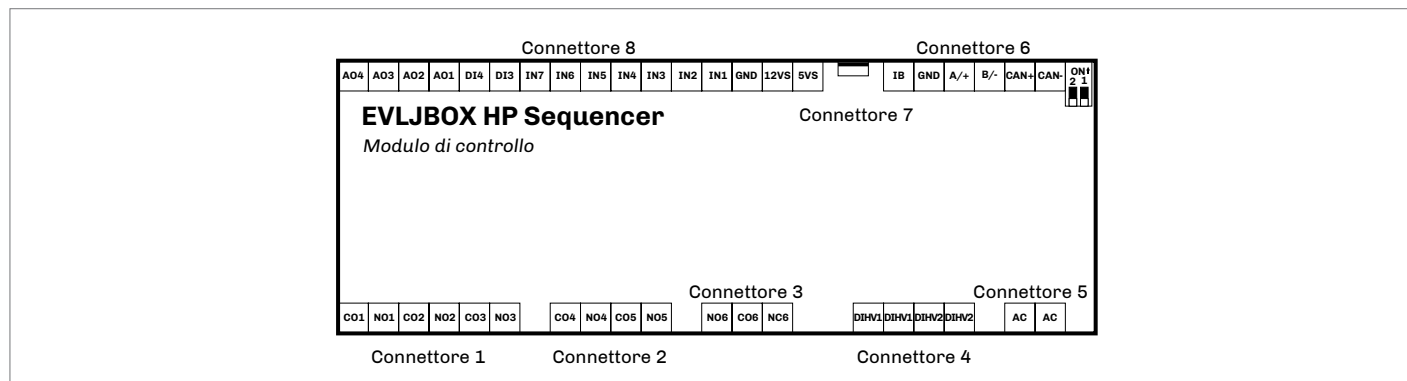 Connettore 8 Connettore 6
AO4 AO3 AO2 AO1 DI4 DI3 IN7 IN6 IN5 IN4 IN3 IN2 IN1 GND 12VS 5VS IB GND A/+ B/- CAN+ CAN- ON⬆
2 1
EVLJBOX HP Sequencer
Connettore 7
Modulo di controllo
Connettore 3 Connettore 5
CO1 NO1 CO2 NO2 CO3 NO3 CO4 NO4 CO5 NO5 NO6 CO6 NC6 DIHV1 DIHV1 DIHV2 DIHV2 AC AC
Connettore 1 Connettore 2 Connettore 4